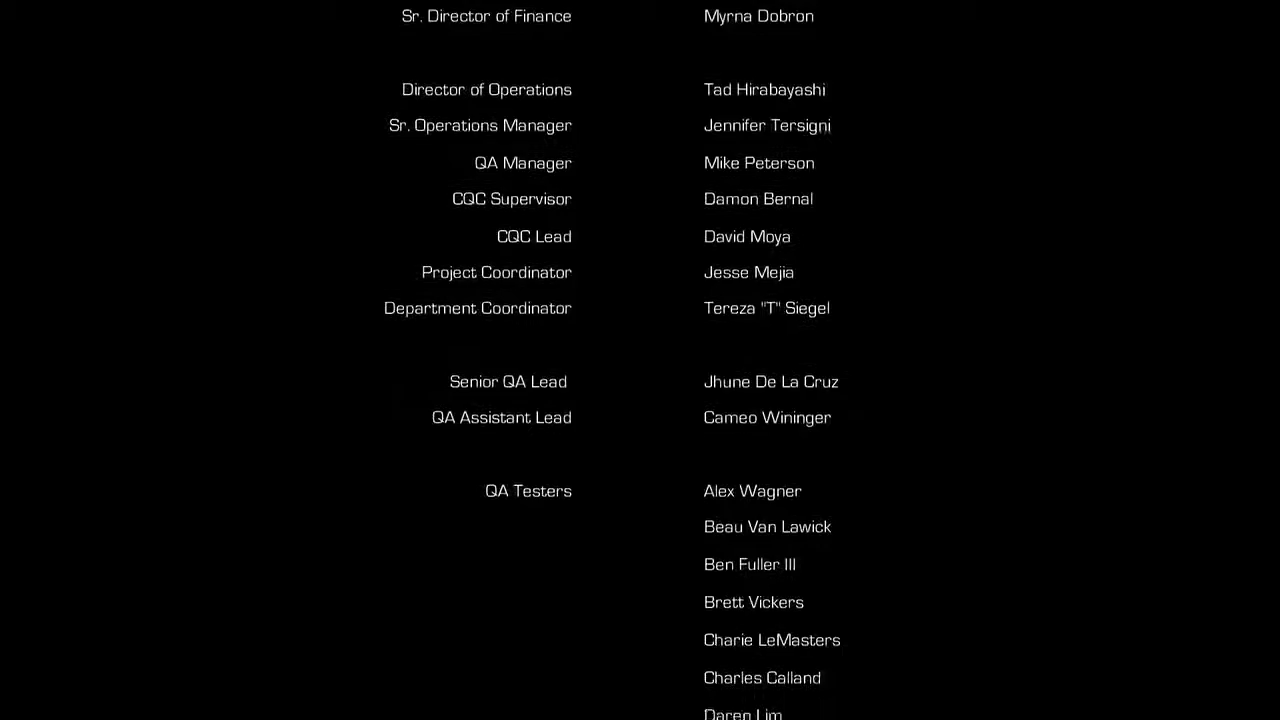 Sr. Director of Finance Myrna Dobron
Director of Operations Tad Hirabayashi
Sr. Operations Manager Jennifer Tersigni
QA Manager Mike Peterson
CQC Supervisor Damon Bernal
CQC Lead David Moya
Project Coordinator Jesse Mejia
Department Coordinator Tereza "T" Siegel
Senior QA Lead Jhune De La Cruz
QA Assistant Lead Cameo Wininger
QA Testers Alex Wagner
Beau Van Lawick
Ben Fuller III
Brett Vickers
Charie LeMasters
Charles Calland
Daren Lim